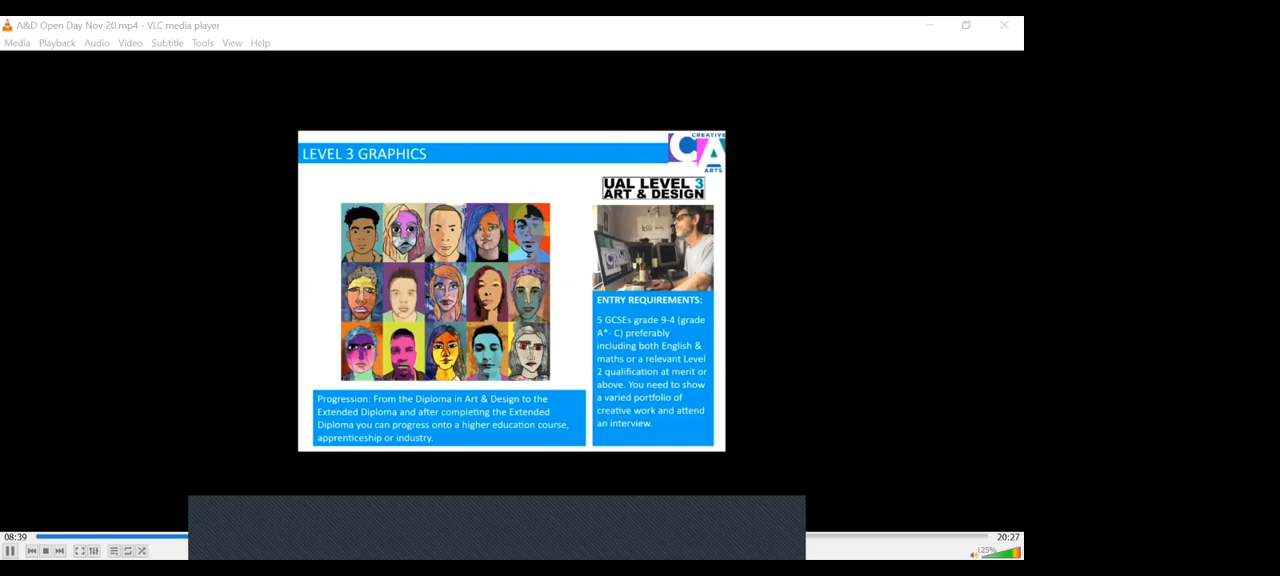 A&D Open Day Nov 20.mp4 - VLC media player
Media Playback Audio Video Subtitle Tools View Help
LEVEL 3 GRAPHICS
CREATIVE
CA
ARTS
UAL LEVEL 3
ART & DESIGN
ENTRY REQUIREMENTS:
5 GCSEs grade 9-4 (grade
A*- C) preferably
including both English &
maths or a relevant Level
2 qualification at merit or
above. You need to show
a varied portfolio of
creative work and attend
an interview.
Progression: From the Diploma in Art & Design to the
Extended Diploma and after completing the Extended
Diploma you can progress onto a higher education course,
apprenticeship or industry.
08:39
20:27
125%